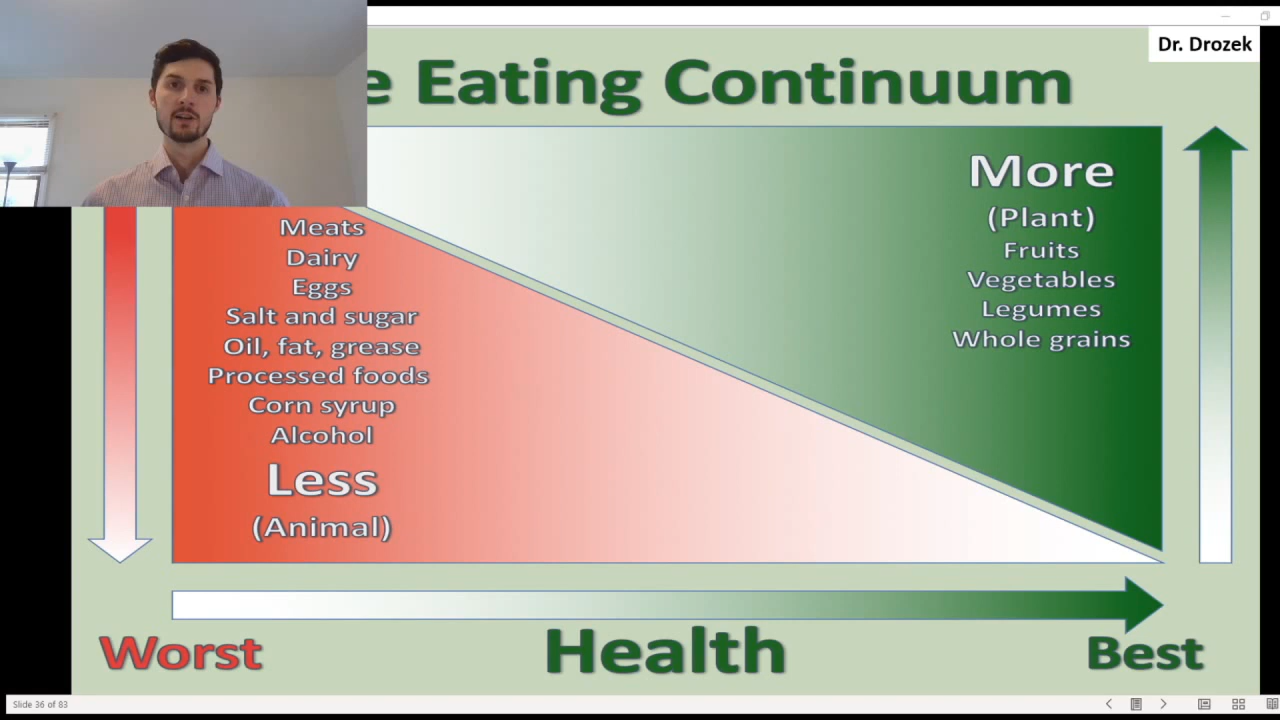 Dr. Drozek
e Eating Continuum
Meats
Dairy
Eggs
Salt and sugar
Oil, fat, grease
Processed foods
Corn syrup
Alcohol
Less
(Animal)
More
(Plant)
Fruits
Vegetables
Legumes
Whole grains
Worst
Health
Best
Slide 36 of 83